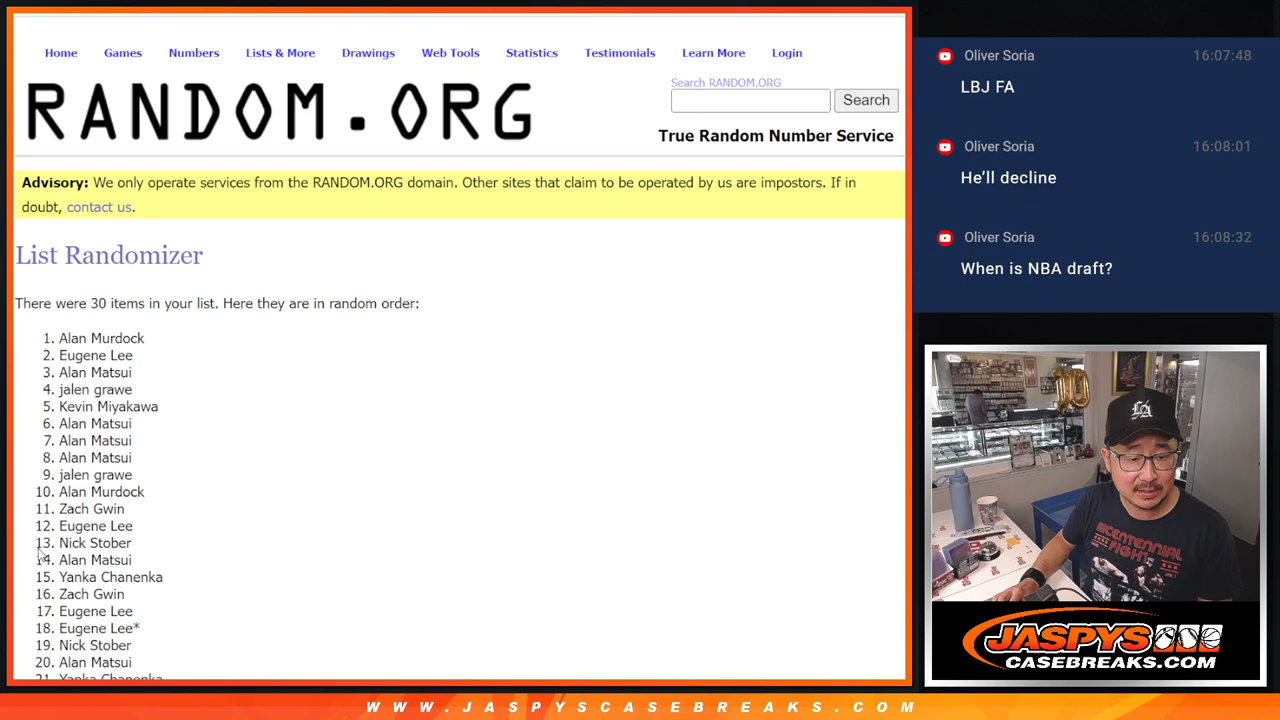 Home Games Numbers Lists & More Drawings Web Tools Statistics Testimonials Learn More Login
RANDOM.ORG
Search RANDOM.ORG
Search
True Random Number Service
Advisory: We only operate services from the RANDOM.ORG domain. Other sites that claim to be operated by us are impostors. If in
doubt, contact us.
List Randomizer
There were 30 items in your list. Here they are in random order:
1. Alan Murdock
2. Eugene Lee
3. Alan Matsui
4. jalen grawe
5. Kevin Miyakawa
6. Alan Matsui
7. Alan Matsui
8. Alan Matsui
9. jalen grawe
10. Alan Murdock
11. Zach Gwin
12. Eugene Lee
13. Nick Stober
14. Alan Matsui
15. Yanka Chanenka
16. Zach Gwin
17. Eugene Lee
18. Eugene Lee*
19. Nick Stober
20. Alan Matsui
21. Yanka Chanenka
Oliver Soria 16:07:48
LBJ FA
Oliver Soria 16:08:01
He'll decline
Oliver Soria 16:08:32
When is NBA draft?
10
LA
BICENTENNIAL
FIGHT
JASPYS
CASEBREAKS.COM
WWW.JASPYSCASEBREAKS.COM